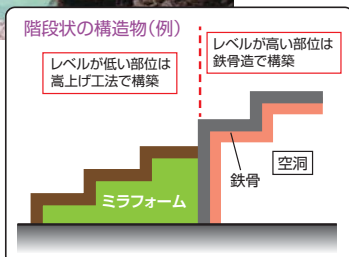 階段状の構造物(例)
レベルが低い部位は
嵩上げ工法で構築
レベルが高い部位は
鉄骨造で構築
空洞
鉄骨
ミラフォーム